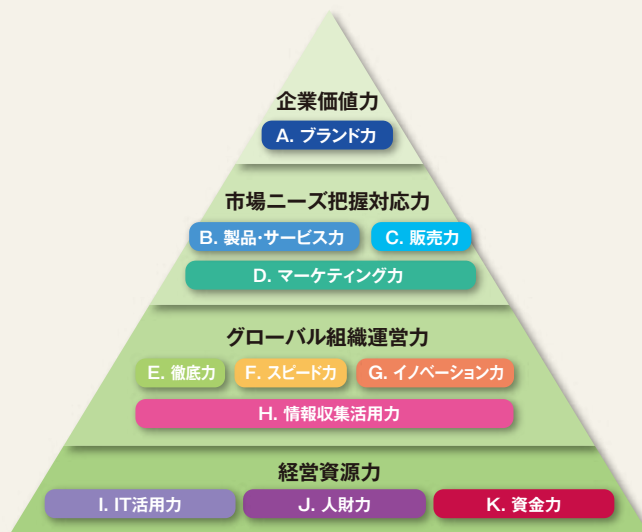 企業価値力
A. ブランド力
市場ニーズ把握対応力
B. 製品・サービス力
C. 販売力
D. マーケティング力
グローバル組織運営力
E. 徹底力
F. スピード力
G. イノベーション力
H. 情報収集活用力
経営資源力
I. IT活用力
J. 人財力
K. 資金力